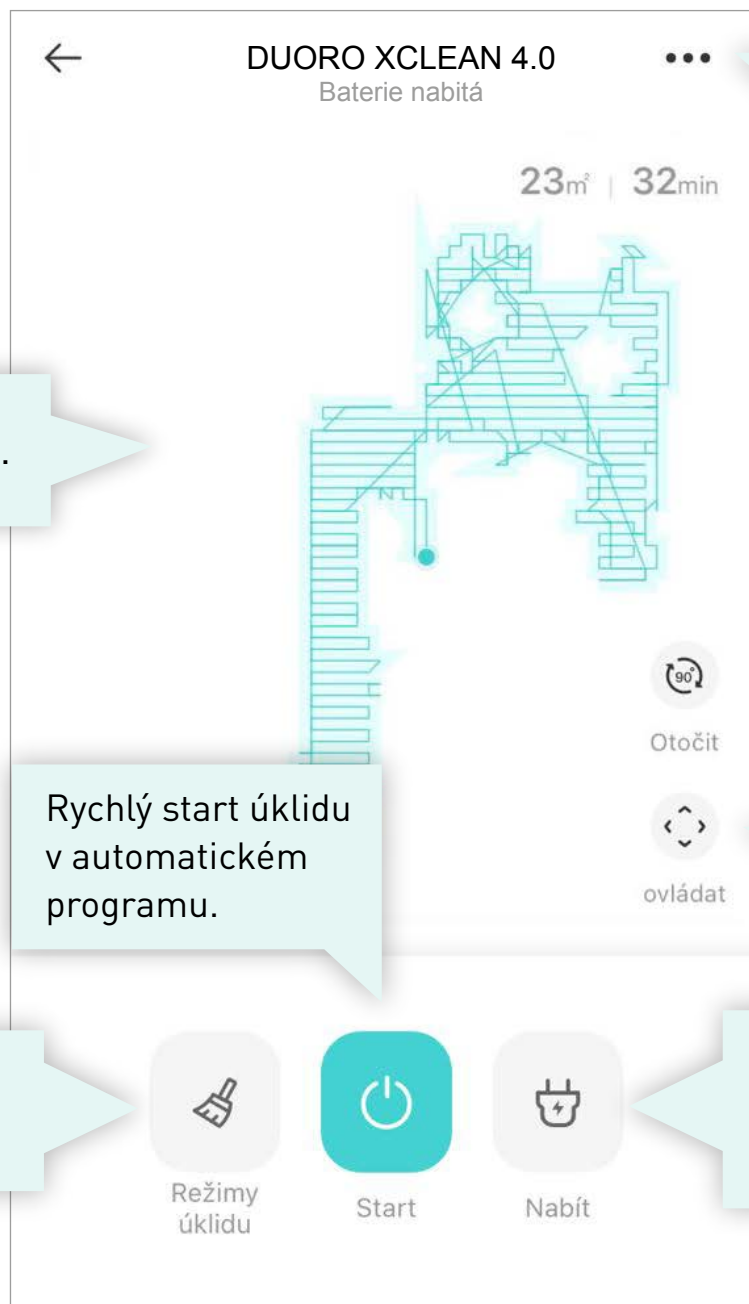 DUORO XCLEAN 4.0
Baterie nabitá
23㎡ | 32min
.
90°
Otočit
ovládat
Rychlý start úklidu
v automatickém
programu.
Režimy
úklidu
Start
Nabít